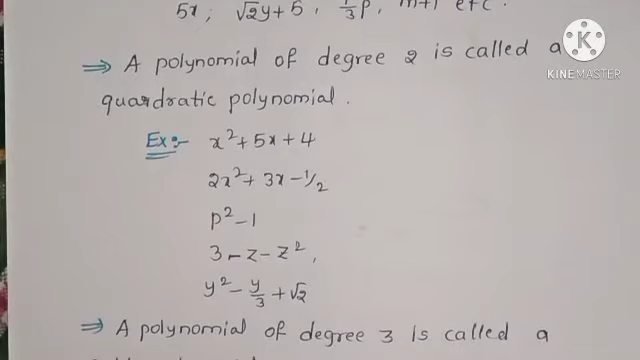 5x, √2y+5, 1/3p, m+1 etc.
⇒ A polynomial of degree 2 is called a
quardratic polynomial.
KINEMASTER
Ex:- x²+5x+4
2x²+3x-1/2
p²-1
3-z-z²,
y²-y/3+√2
⇒ A polynomial of degree 3 is called a